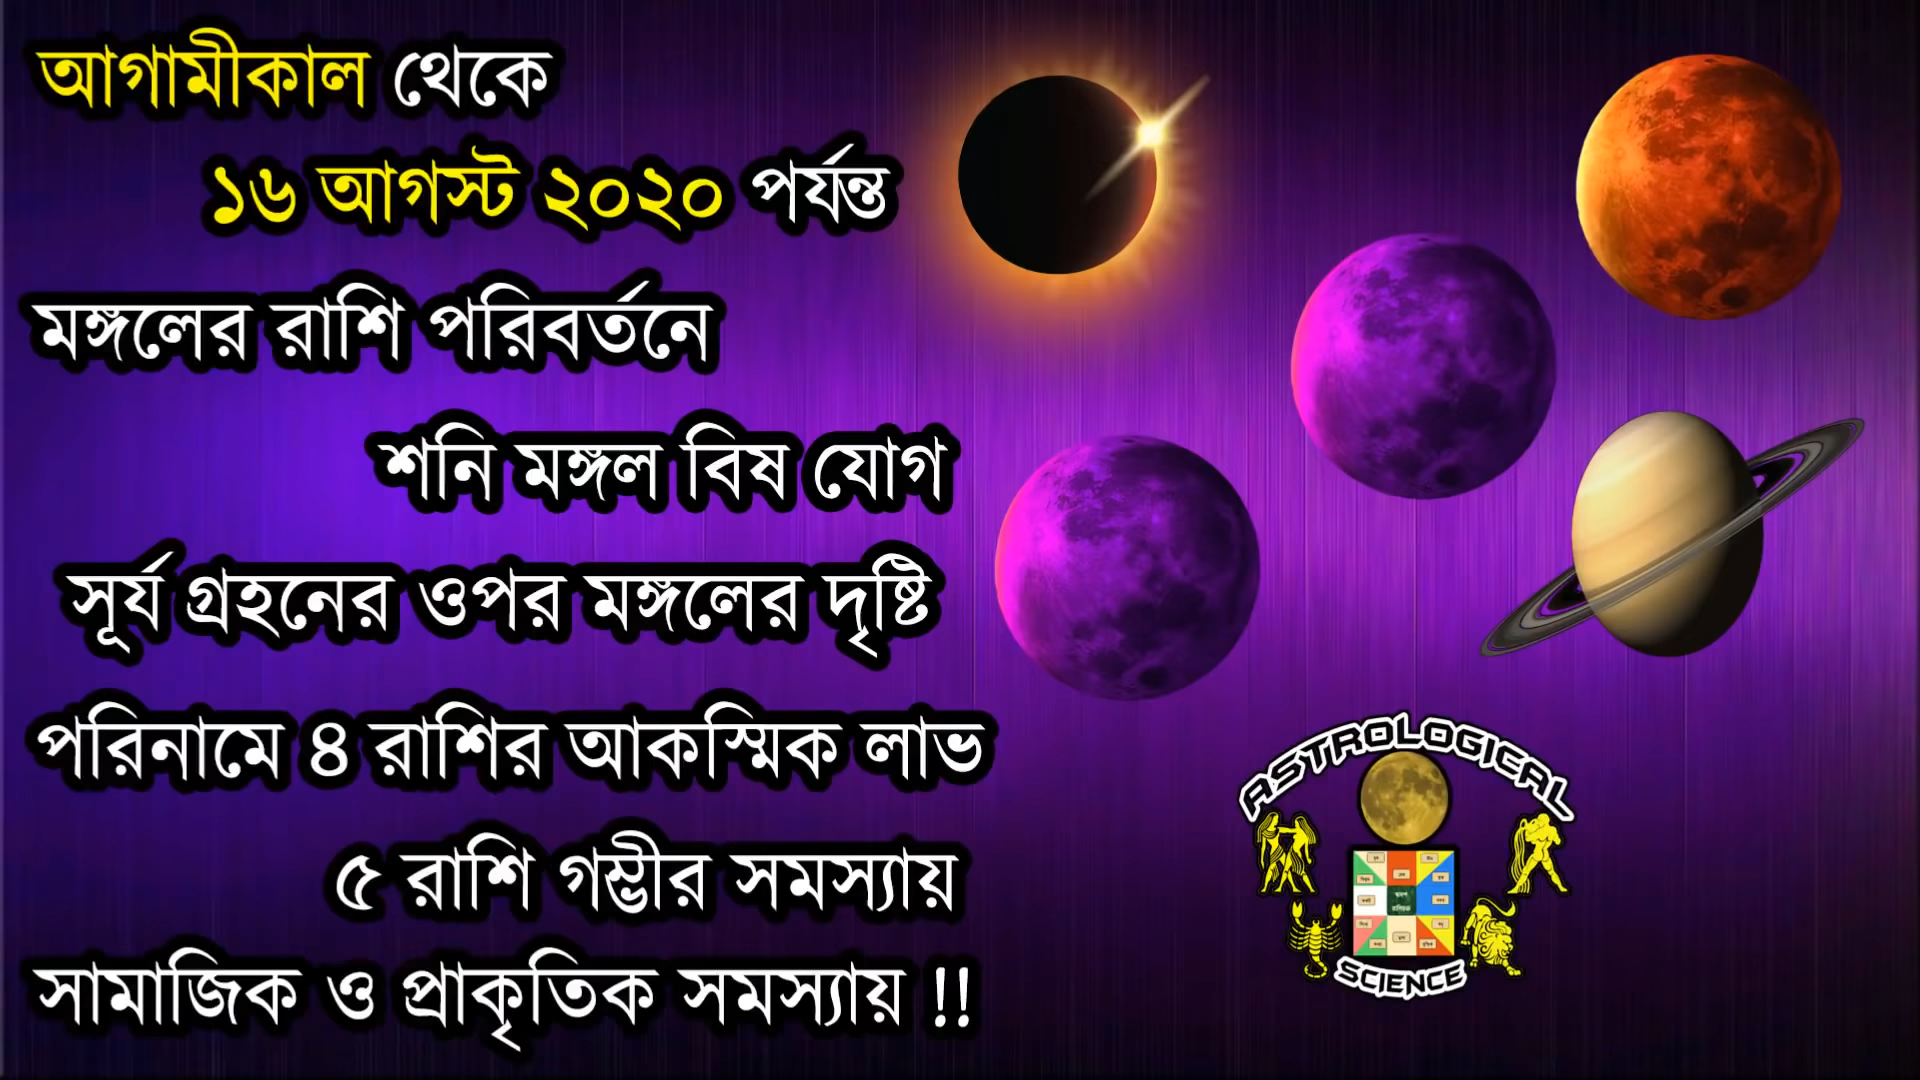 আগামীকাল থেকে
১৬ আগস্ট ২০২০ পর্যন্ত
মঙ্গলের রাশি পরিবর্তনে
শনি মঙ্গল বিষ যোগ
সূর্য গ্রহনের ওপর মঙ্গলের দৃষ্টি
পরিনামে ৪ রাশির আকস্মিক লাভ
৫ রাশি গম্ভীর সমস্যায়
সামাজিক ও প্রাকৃতিক সমস্যায় !!
ASTROLOGICAL
SCIENCE